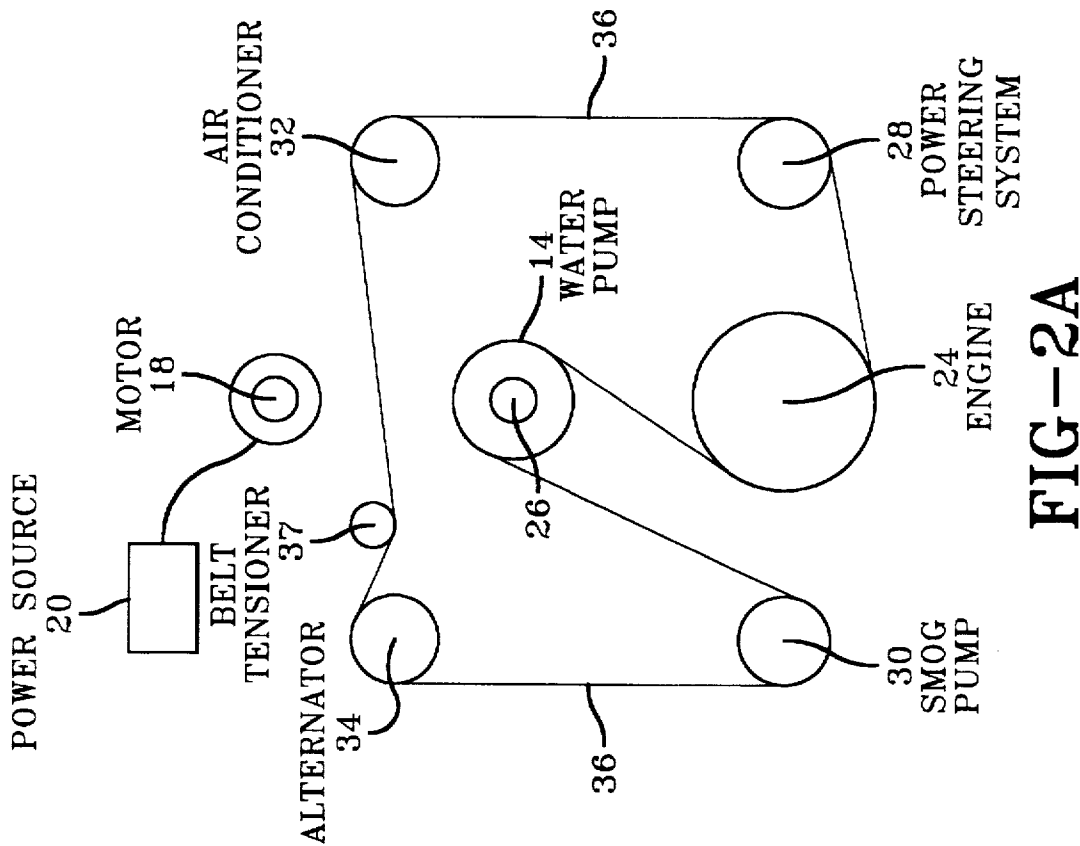 POWER SOURCE
20
MOTOR
18
BELT
TENSIONER
37
AIR
CONDITIONER
32
ALTERNATOR
34
14
WATER
PUMP
26
36
36
30
SMOG
PUMP
24
ENGINE
28
POWER
STEERING
SYSTEM
FIG-2A